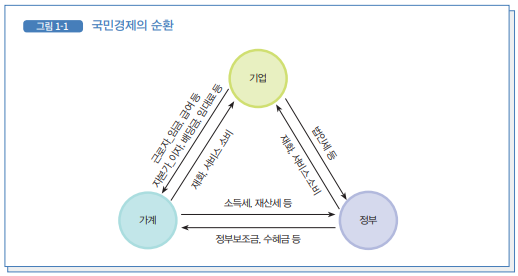 그림 1-1 국민경제의 순환
기업
근로자_임금, 급여 등
자본가_이자, 배당금, 임대료 등
재화, 서비스 소비
재화, 서비스 소비
법인세 등
가계
소득세, 재산세 등
정부보조금, 수혜금 등
정부